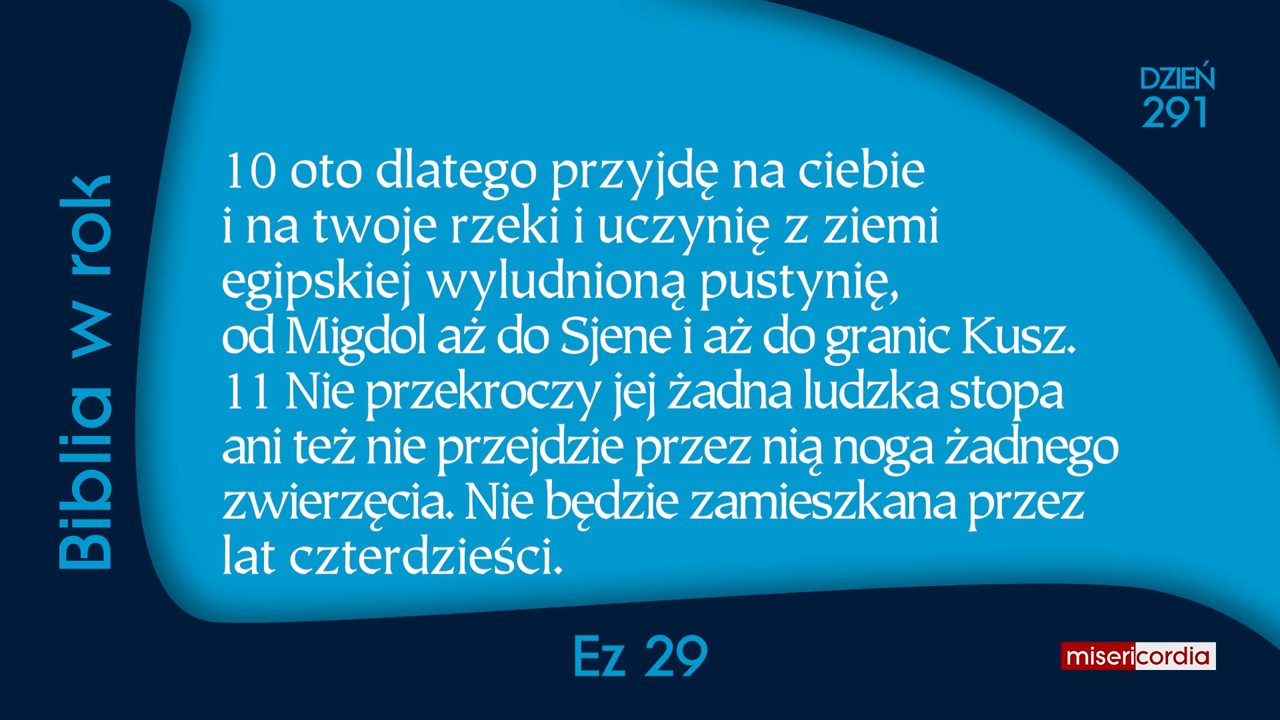 DZIEŃ
291
Biblia w rok
10 oto dlatego przyjdę na ciebie
i na twoje rzeki i uczynię z ziemi
egipskiej wyludnioną pustynię,
od Migdol aż do Sjene i aż do granic Kusz.
11 Nie przekroczy jej żadna ludzka stopa
ani też nie przejdzie przez nią noga żadnego
zwierzęcia. Nie będzie zamieszkana przez
lat czterdzieści.
Ez 29
misericordia